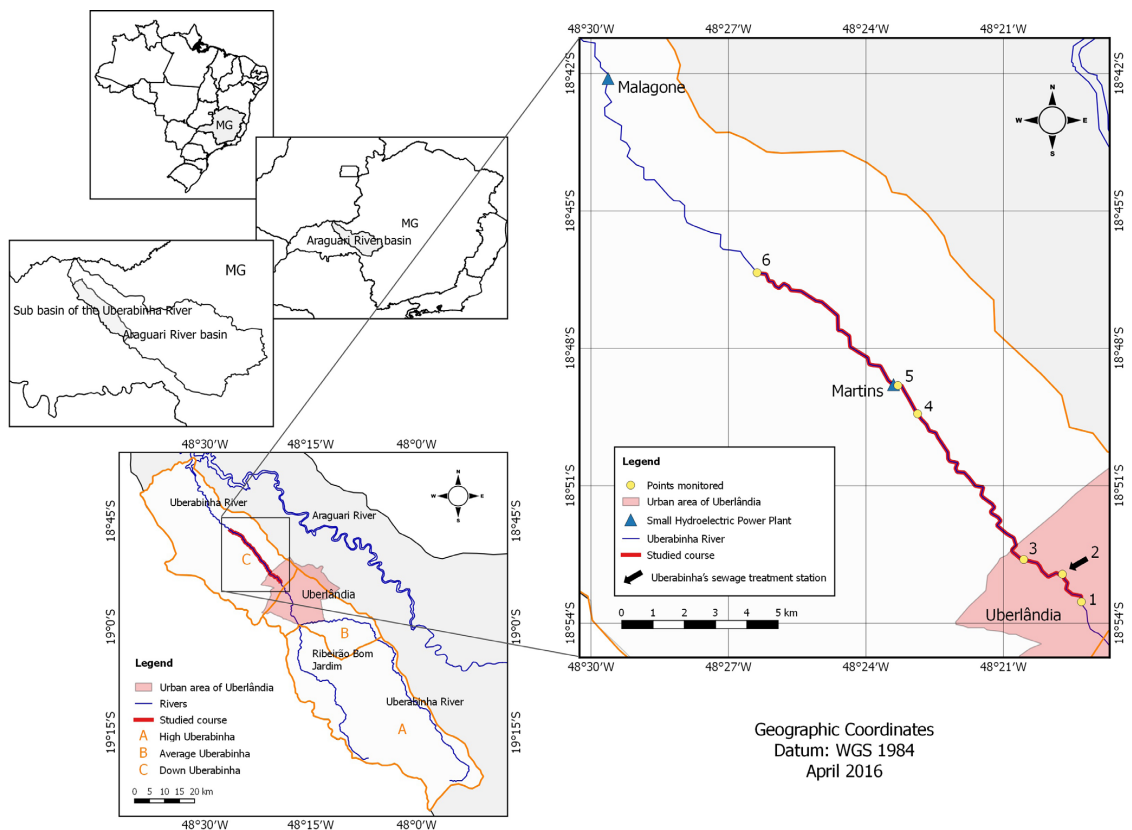 MG
MG
Araguari River basin
MG
Sub basin of the Uberabinha River
Araguari River basin
48°30'W 48°15'W 48°0'W
18°45'S
19°0'S
19°15'S
18°45'S
19°0'S
19°15'S
48°30'W 48°15'W 48°0'W
N
W E
S
Uberabinha River
Araguari River
C
Uberlândia
B
Ribeirão Bom
Jardim
Uberabinha River
A
Legend
Urban area of Uberlândia
Rivers
Studied course
A High Uberabinha
B Average Uberabinha
C Down Uberabinha
0 5 10 15 20 km
48°30'W 48°27'W 48°24'W 48°21'W
18°42'S
18°45'S
18°48'S
18°51'S
18°54'S
18°42'S
18°45'S
18°48'S
18°51'S
18°54'S
48°30'W 48°27'W 48°24'W 48°21'W
N
W E
S
Malagone
6
5
Martins
4
3
2
1
Uberlândia
Legend
Points monitored
Urban area of Uberlândia
Small Hydroelectric Power Plant
Uberabinha River
Studied course
Uberabinha's sewage treatment station
0 1 2 3 4 5 km
Geographic Coordinates
Datum: WGS 1984
April 2016